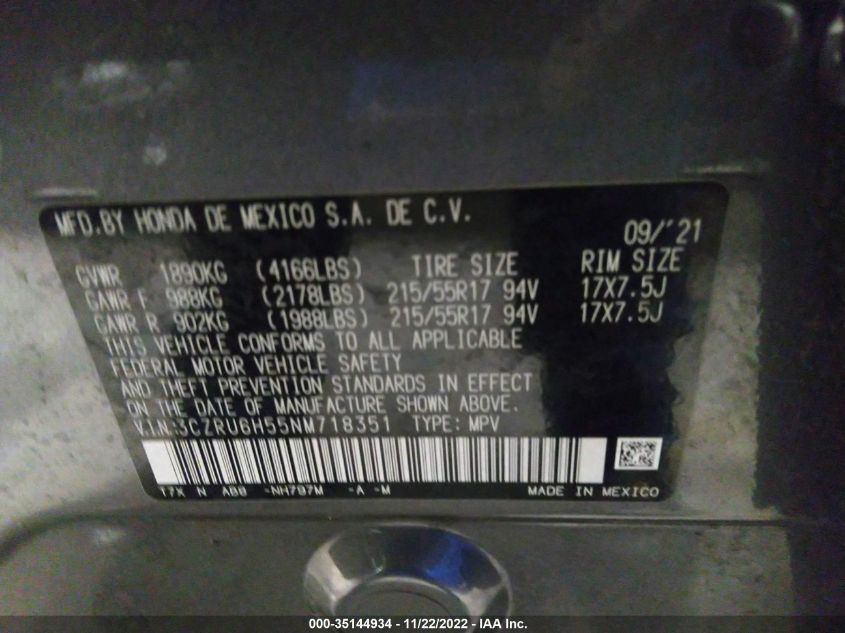 MFD.BY HONDA DE MEXICO S.A. DE C.V.
09/'21
GVWR 1890KG (4166LBS) TIRE SIZE RIM SIZE
GAWR F 988KG (2178LBS) 215/55R17 94V 17X7.5J
GAWR R 902KG (1988LBS) 215/55R17 94V 17X7.5J
THIS VEHICLE CONFORMS TO ALL APPLICABLE
FEDERAL MOTOR VEHICLE SAFETY
AND THEFT PREVENTION STANDARDS IN EFFECT
ON THE DATE OF MANUFACTURE SHOWN ABOVE.
V.I.N:3CZRU6H55NM718351 TYPE: MPV
T7X N AB0 -NH797M -A -M MADE IN MEXICO
000-35144934 - 11/22/2022 - IAA Inc.